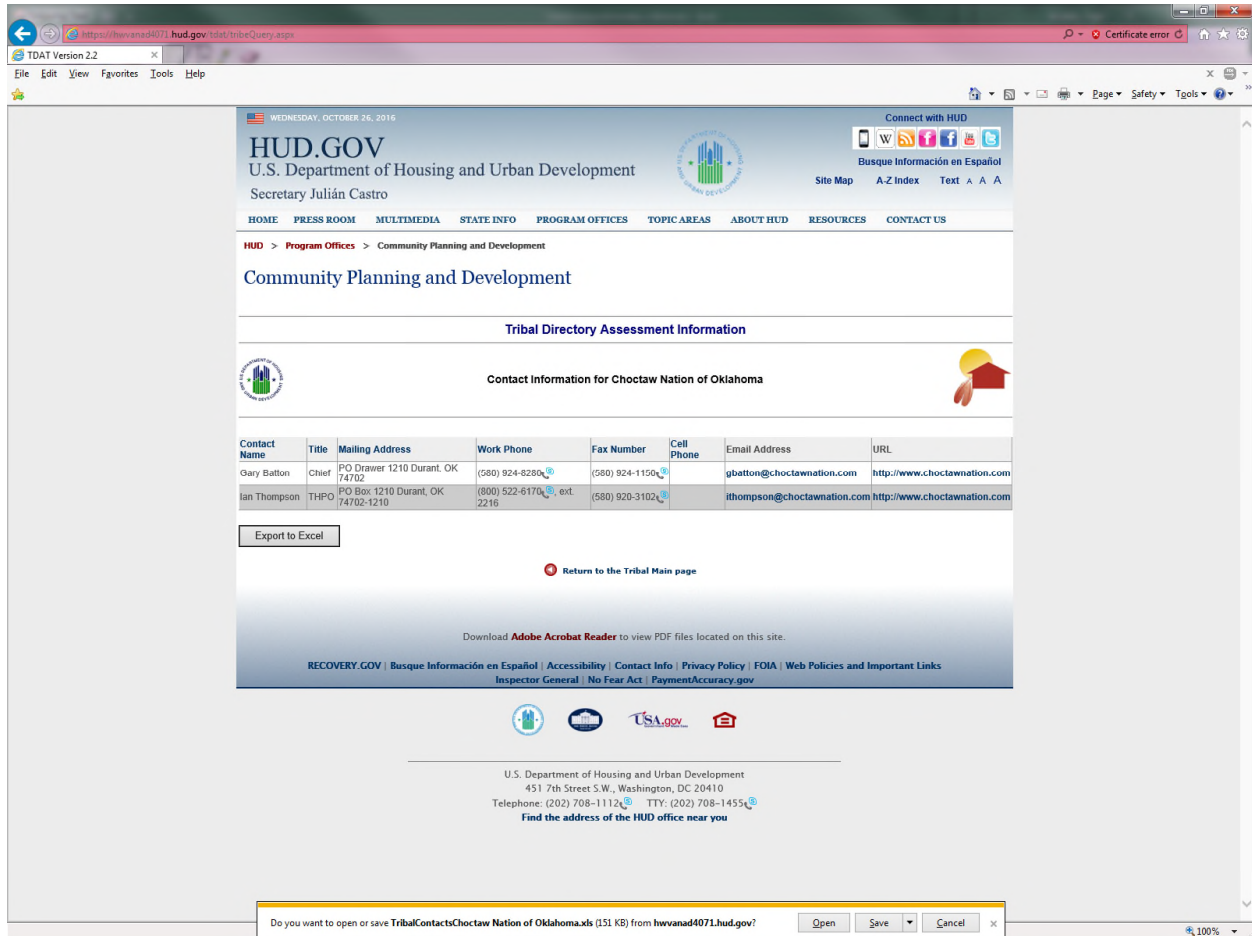 https://hwvanad4071.hud.gov/tdat/tribeQuery.aspx
Certificate error
TDAT Version 2.2
File Edit View Favorites Tools Help
Page Safety Tools
WEDNESDAY, OCTOBER 26, 2016
Connect with HUD
HUD.GOV
U.S. Department of Housing and Urban Development
Secretary Julián Castro
Busque Información en Español
Site Map A-Z Index Text A A A
HOME PRESS ROOM MULTIMEDIA STATE INFO PROGRAM OFFICES TOPIC AREAS ABOUT HUD RESOURCES CONTACT US
HUD > Program Offices > Community Planning and Development
Community Planning and Development
Tribal Directory Assessment Information
Contact Information for Choctaw Nation of Oklahoma
Contact Name Title Mailing Address Work Phone Fax Number Cell Phone Email Address URL
Gary Batton Chief PO Drawer 1210 Durant, OK 74702 (580) 924-8280 (580) 924-1150 gbatton@choctawnation.com http://www.choctawnation.com
Ian Thompson THPO PO Box 1210 Durant, OK 74702-1210 (800) 522-6170, ext. 2216 (580) 920-3102 ithompson@choctawnation.com http://www.choctawnation.com
Export to Excel
Return to the Tribal Main page
Download Adobe Acrobat Reader to view PDF files located on this site.
RECOVERY.GOV | Busque Información en Español | Accessibility | Contact Info | Privacy Policy | FOIA | Web Policies and Important Links
Inspector General | No Fear Act | PaymentAccuracy.gov
USA.gov
U.S. Department of Housing and Urban Development
451 7th Street S.W., Washington, DC 20410
Telephone: (202) 708-1112 TTY: (202) 708-1455
Find the address of the HUD office near you
Do you want to open or save TribalContactsChoctaw Nation of Oklahoma.xls (151 KB) from hwvanad4071.hud.gov?
Open Save Cancel
100%